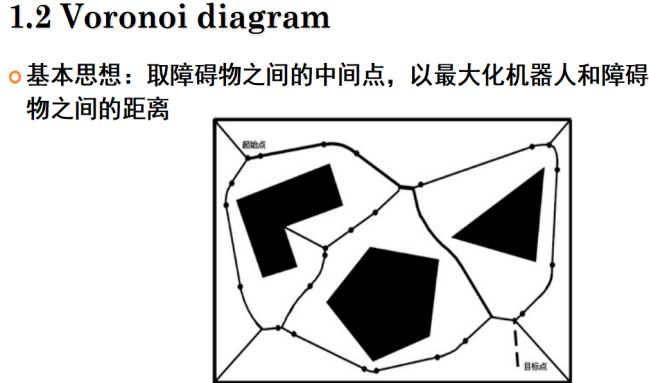 1.2 Voronoi diagram
基本思想：取障碍物之间的中间点，以最大化机器人和障碍
物之间的距离
起始点
目标点